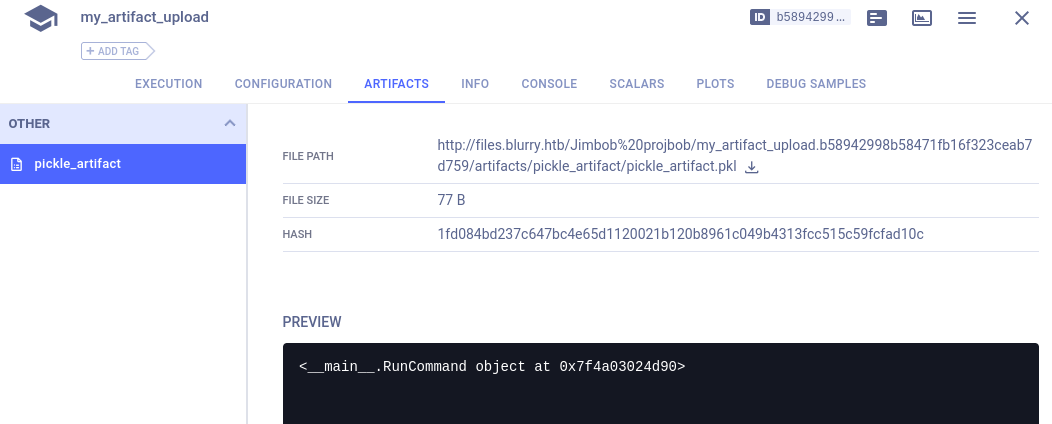 my_artifact_upload
ID b5894299...
+ ADD TAG
EXECUTION CONFIGURATION ARTIFACTS INFO CONSOLE SCALARS PLOTS DEBUG SAMPLES
OTHER
pickle_artifact
FILE PATH
http://files.blurry.htb/Jimbob%20projbob/my_artifact_upload.b58942998b58471fb16f323ceab7
d759/artifacts/pickle_artifact/pickle_artifact.pkl
FILE SIZE
77 B
HASH
1fd084bd237c647bc4e65d1120021b120b8961c049b4313fcc515c59fcfad10c
PREVIEW
<__main__.RunCommand object at 0x7f4a03024d90>